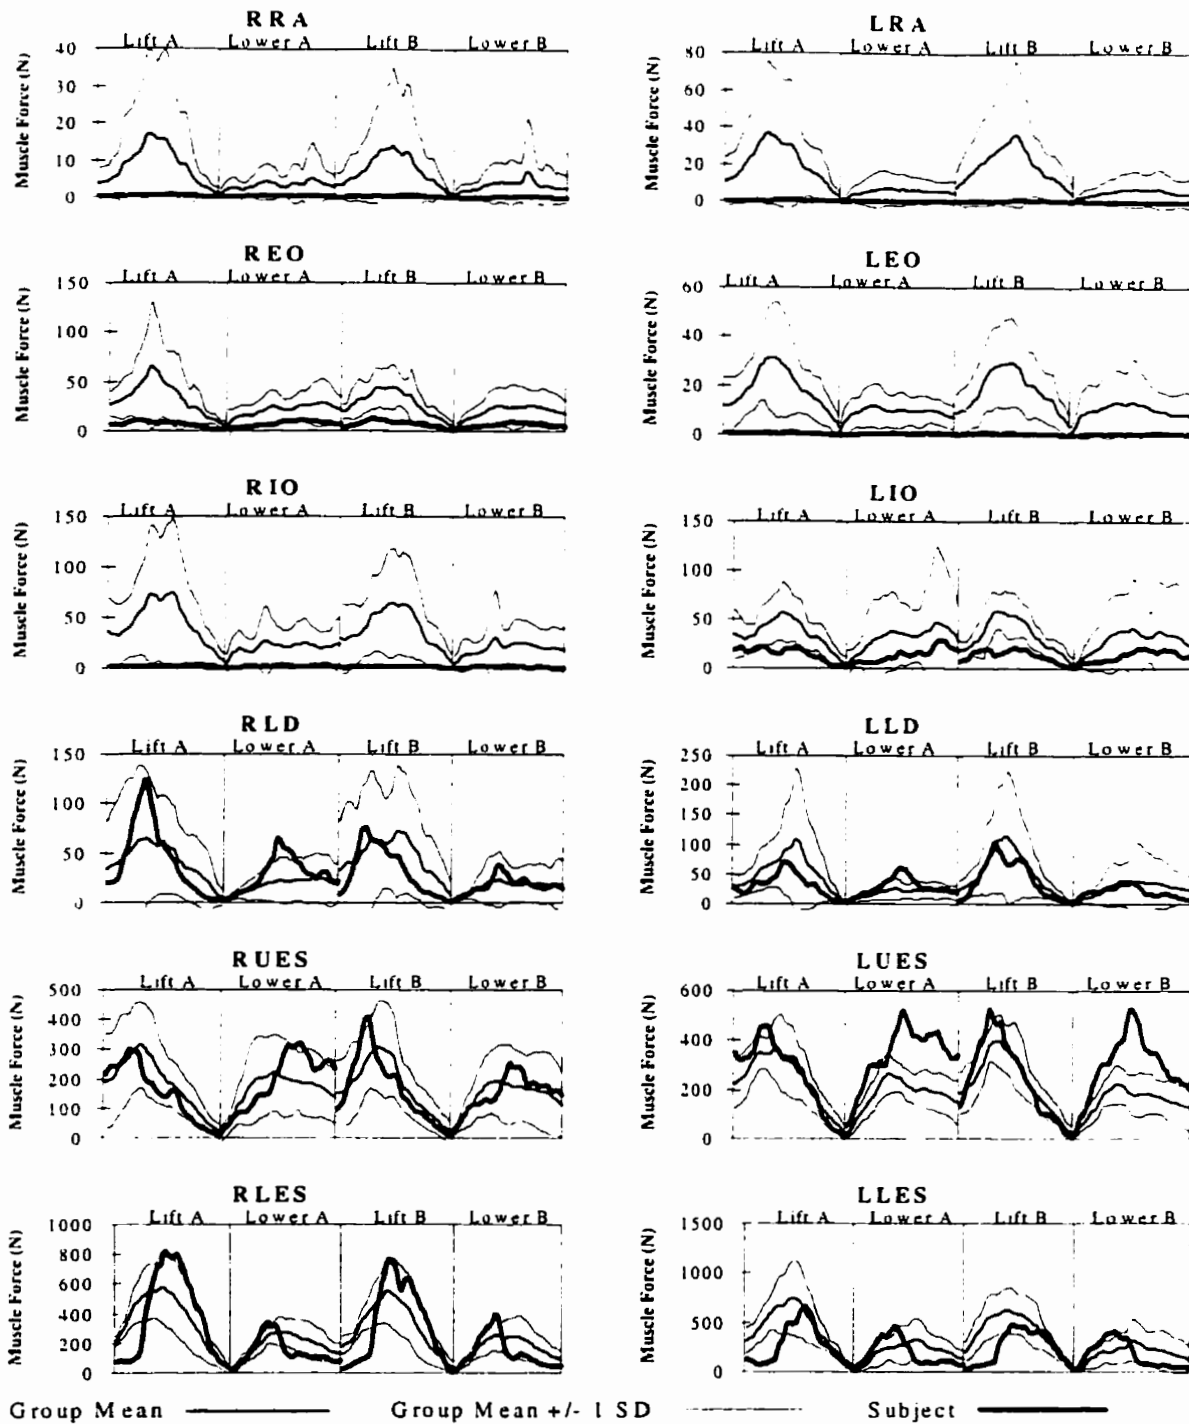 RRA
Lift A Lower A Lift B Lower B
Muscle Force (N)
40
30
20
10
0
LRA
Lift A Lower A Lift B Lower B
Muscle Force (N)
80
60
40
20
0
REO
Lift A Lower A Lift B Lower B
Muscle Force (N)
150
100
50
0
LEO
Lift A Lower A Lift B Lower B
Muscle Force (N)
60
40
20
0
RIO
Lift A Lower A Lift B Lower B
Muscle Force (N)
150
100
50
0
LIO
Lift A Lower A Lift B Lower B
Muscle Force (N)
150
100
50
0
RLD
Lift A Lower A Lift B Lower B
Muscle Force (N)
150
100
50
0
LLD
Lift A Lower A Lift B Lower B
Muscle Force (N)
250
200
150
100
50
0
RUES
Lift A Lower A Lift B Lower B
Muscle Force (N)
500
400
300
200
100
0
LUES
Lift A Lower A Lift B Lower B
Muscle Force (N)
600
400
200
0
RLES
Lift A Lower A Lift B Lower B
Muscle Force (N)
1000
800
600
400
200
0
LLES
Lift A Lower A Lift B Lower B
Muscle Force (N)
1500
1000
500
0
Group Mean Group Mean +/- 1 SD Subject